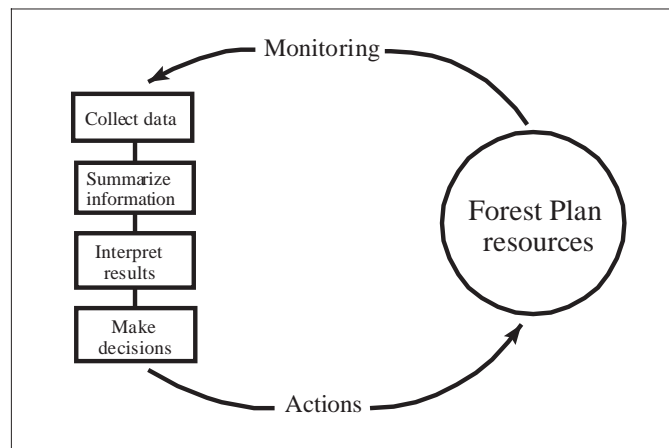 Monitoring
Collect data
Summarize
information
Interpret
results
Make
decisions
Forest Plan
resources
Actions